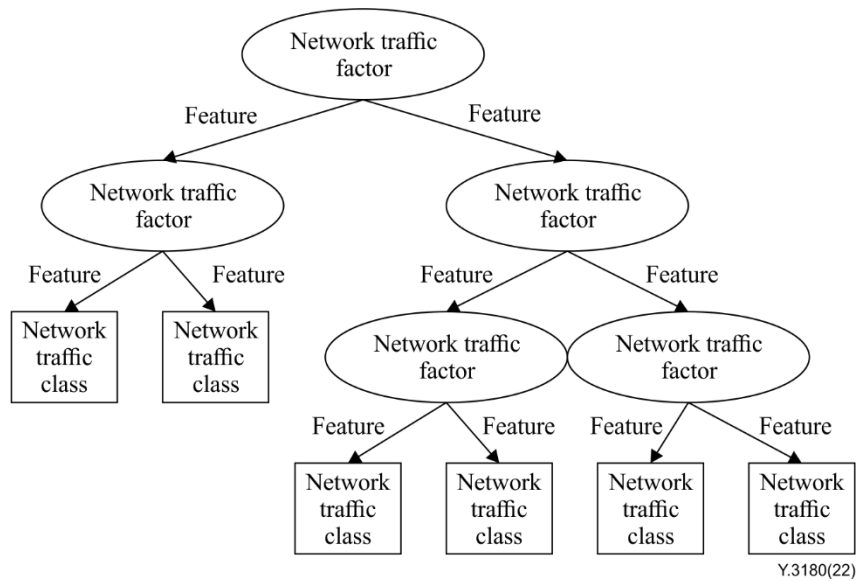 Network traffic
factor
Feature
Feature
Network traffic
factor
Network traffic
factor
Feature
Feature
Feature
Feature
Network
traffic
class
Network
traffic
class
Network traffic
factor
Network traffic
factor
Feature
Feature
Feature
Feature
Network
traffic
class
Network
traffic
class
Network
traffic
class
Network
traffic
class
Y.3180(22)